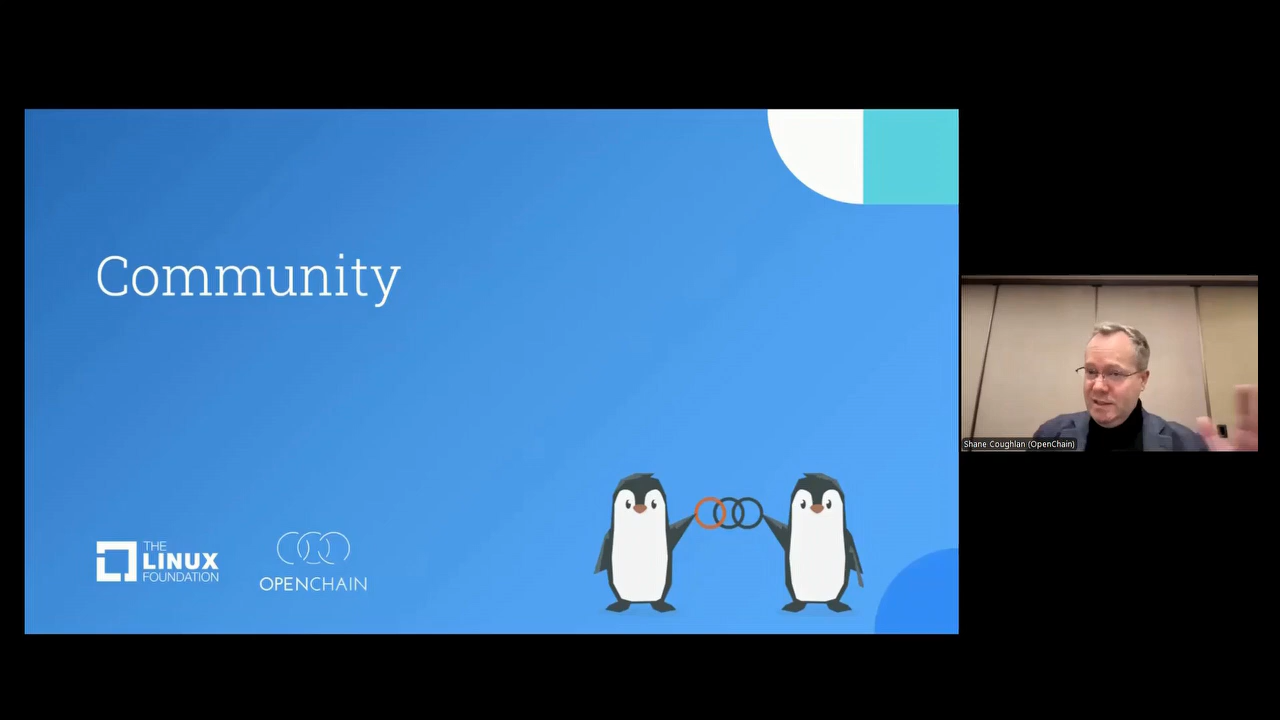 Community
THE
LINUX
FOUNDATION
OPENCHAIN
Shane Coughlan (OpenChain)